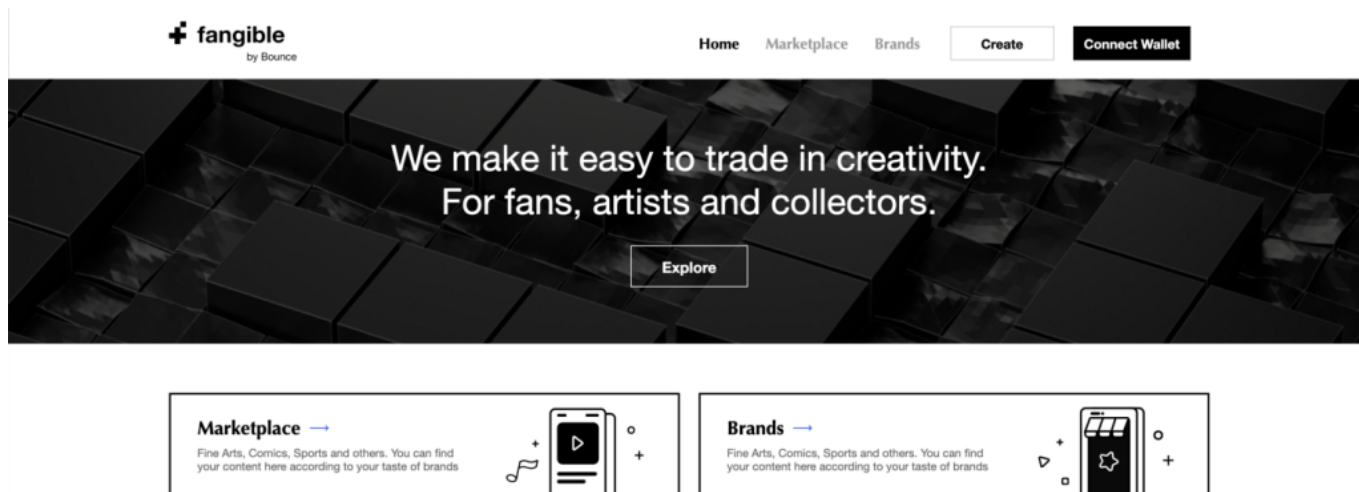 fangible
by Bounce
Home Marketplace Brands Create Connect Wallet
We make it easy to trade in creativity.
For fans, artists and collectors.
Explore
Marketplace →
Fine Arts, Comics, Sports and others. You can find
your content here according to your taste of brands
Brands →
Fine Arts, Comics, Sports and others. You can find
your content here according to your taste of brands